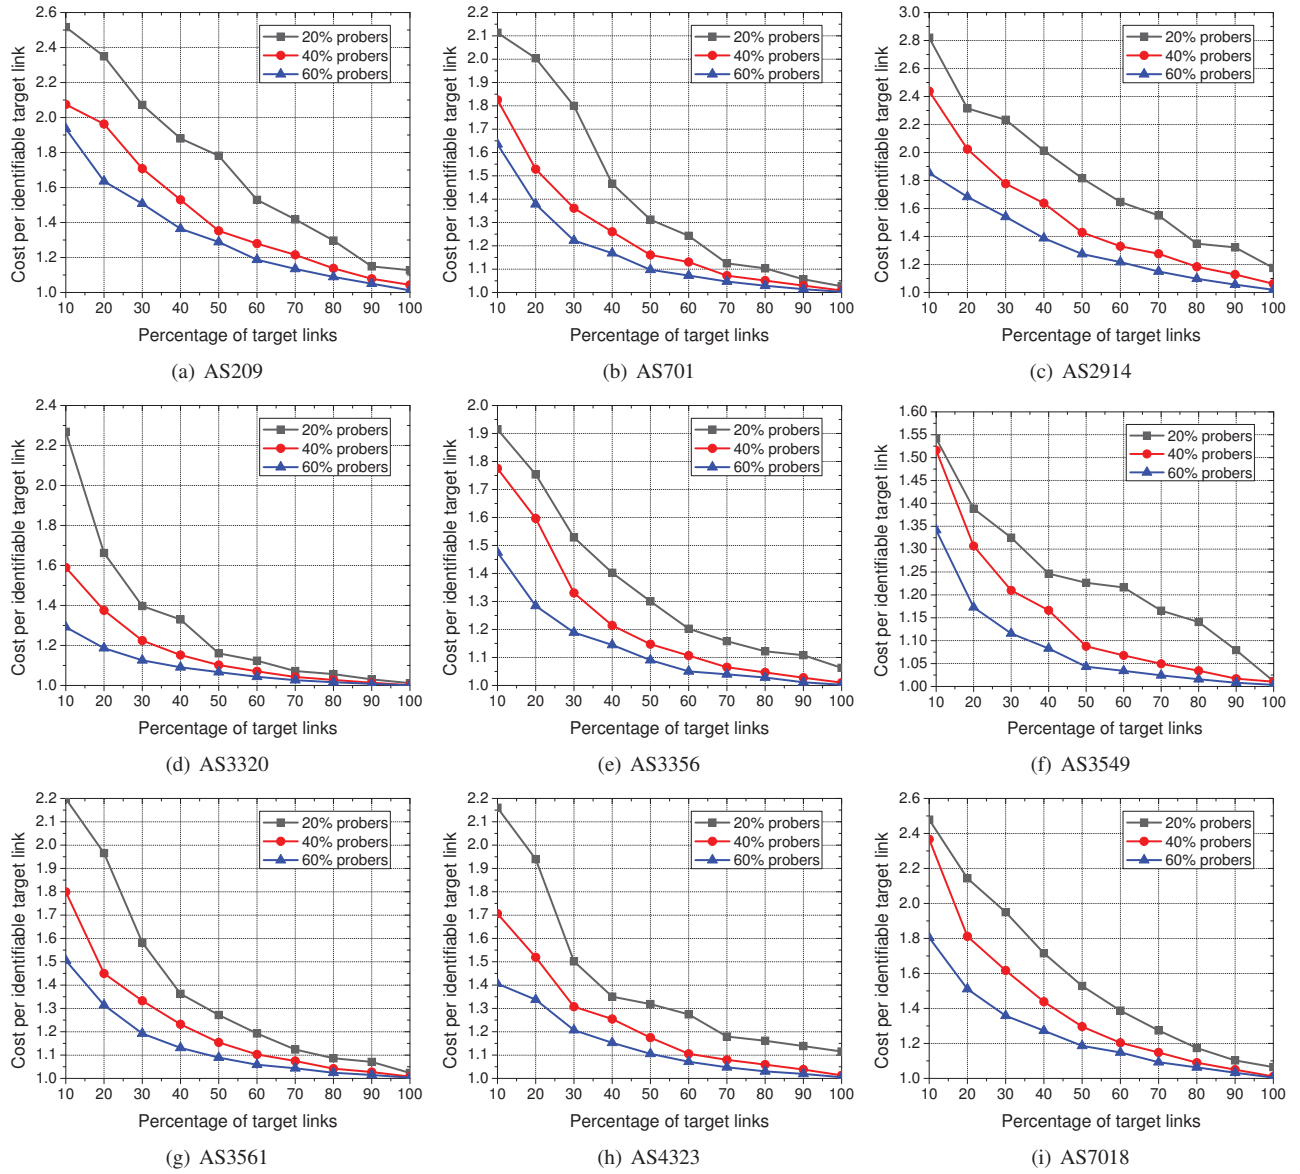 2.6
2.4
2.2
2.0
1.8
1.6
1.4
1.2
1.0
Cost per identifiable target link
20% probers
40% probers
60% probers
10 20 30 40 50 60 70 80 90 100
Percentage of target links
(a) AS209
2.2
2.1
2.0
1.9
1.8
1.7
1.6
1.5
1.4
1.3
1.2
1.1
1.0
Cost per identifiable target link
20% probers
40% probers
60% probers
10 20 30 40 50 60 70 80 90 100
Percentage of target links
(b) AS701
3.0
2.8
2.6
2.4
2.2
2.0
1.8
1.6
1.4
1.2
1.0
Cost per identifiable target link
20% probers
40% probers
60% probers
10 20 30 40 50 60 70 80 90 100
Percentage of target links
(c) AS2914
2.4
2.2
2.0
1.8
1.6
1.4
1.2
1.0
Cost per identifiable target link
20% probers
40% probers
60% probers
10 20 30 40 50 60 70 80 90 100
Percentage of target links
(d) AS3320
2.0
1.9
1.8
1.7
1.6
1.5
1.4
1.3
1.2
1.1
1.0
Cost per identifiable target link
20% probers
40% probers
60% probers
10 20 30 40 50 60 70 80 90 100
Percentage of target links
(e) AS3356
1.60
1.55
1.50
1.45
1.40
1.35
1.30
1.25
1.20
1.15
1.10
1.05
1.00
Cost per identifiable target link
20% probers
40% probers
60% probers
10 20 30 40 50 60 70 80 90 100
Percentage of target links
(f) AS3549
2.2
2.1
2.0
1.9
1.8
1.7
1.6
1.5
1.4
1.3
1.2
1.1
1.0
Cost per identifiable target link
20% probers
40% probers
60% probers
10 20 30 40 50 60 70 80 90 100
Percentage of target links
(g) AS3561
2.2
2.1
2.0
1.9
1.8
1.7
1.6
1.5
1.4
1.3
1.2
1.1
1.0
Cost per identifiable target link
20% probers
40% probers
60% probers
10 20 30 40 50 60 70 80 90 100
Percentage of target links
(h) AS4323
2.6
2.4
2.2
2.0
1.8
1.6
1.4
1.2
1.0
Cost per identifiable target link
20% probers
40% probers
60% probers
10 20 30 40 50 60 70 80 90 100
Percentage of target links
(i) AS7018